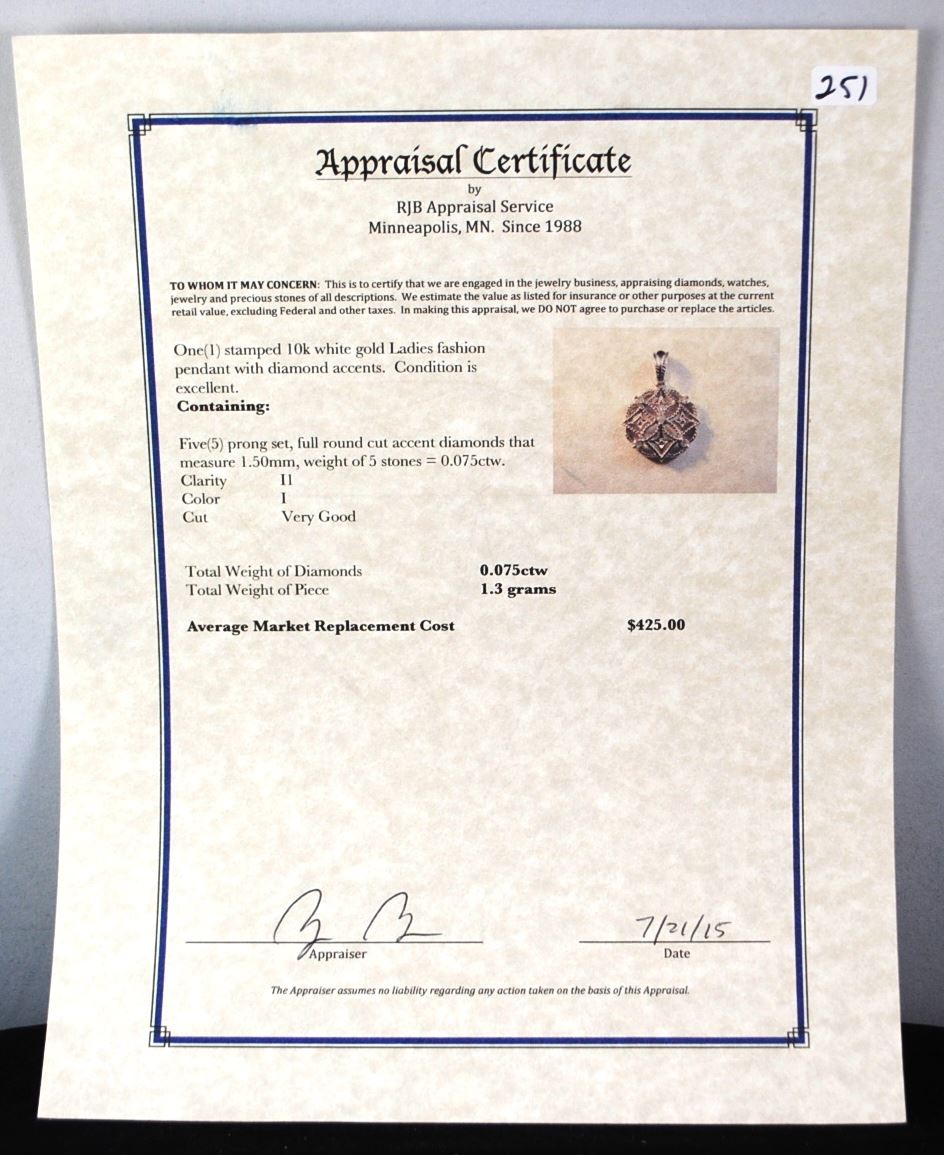 251
Appraisal Certificate
by
RJB Appraisal Service
Minneapolis, MN. Since 1988
TO WHOM IT MAY CONCERN: This is to certify that we are engaged in the jewelry business, appraising diamonds, watches,
jewelry and precious stones of all descriptions. We estimate the value as listed for insurance or other purposes at the current
retail value, excluding Federal and other taxes. In making this appraisal, we DO NOT agree to purchase or replace the articles.
One(1) stamped 10k white gold Ladies fashion
pendant with diamond accents. Condition is
excellent.
Containing:
Five(5) prong set, full round cut accent diamonds that
measure 1.50mm, weight of 5 stones = 0.075ctw.
Clarity I1
Color I
Cut Very Good
Total Weight of Diamonds 0.075ctw
Total Weight of Piece 1.3 grams
Average Market Replacement Cost $425.00
7/21/15
Appraiser Date
The Appraiser assumes no liability regarding any action taken on the basis of this Appraisal.